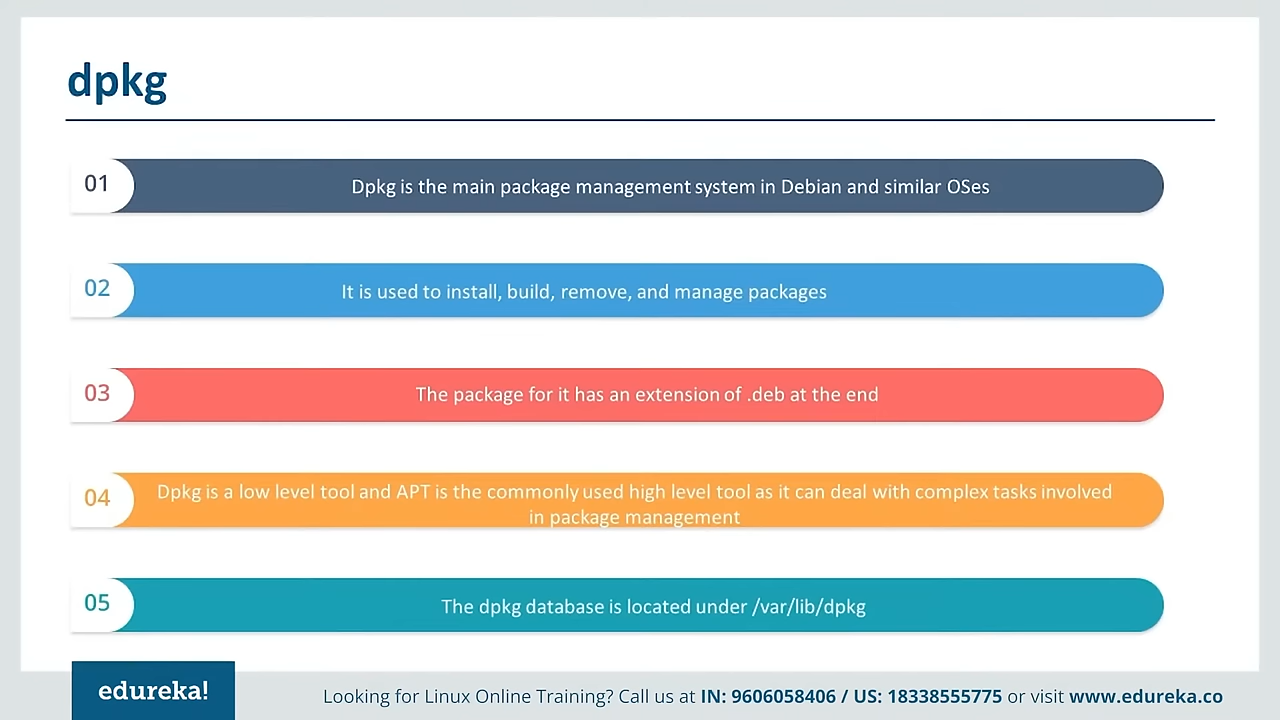 dpkg
01
Dpkg is the main package management system in Debian and similar OSes
02
It is used to install, build, remove, and manage packages
03
The package for it has an extension of .deb at the end
04
Dpkg is a low level tool and APT is the commonly used high level tool as it can deal with complex tasks involved
in package management
05
The dpkg database is located under /var/lib/dpkg
edureka!
Looking for Linux Online Training? Call us at IN: 9606058406 / US: 18338555775 or visit www.edureka.co